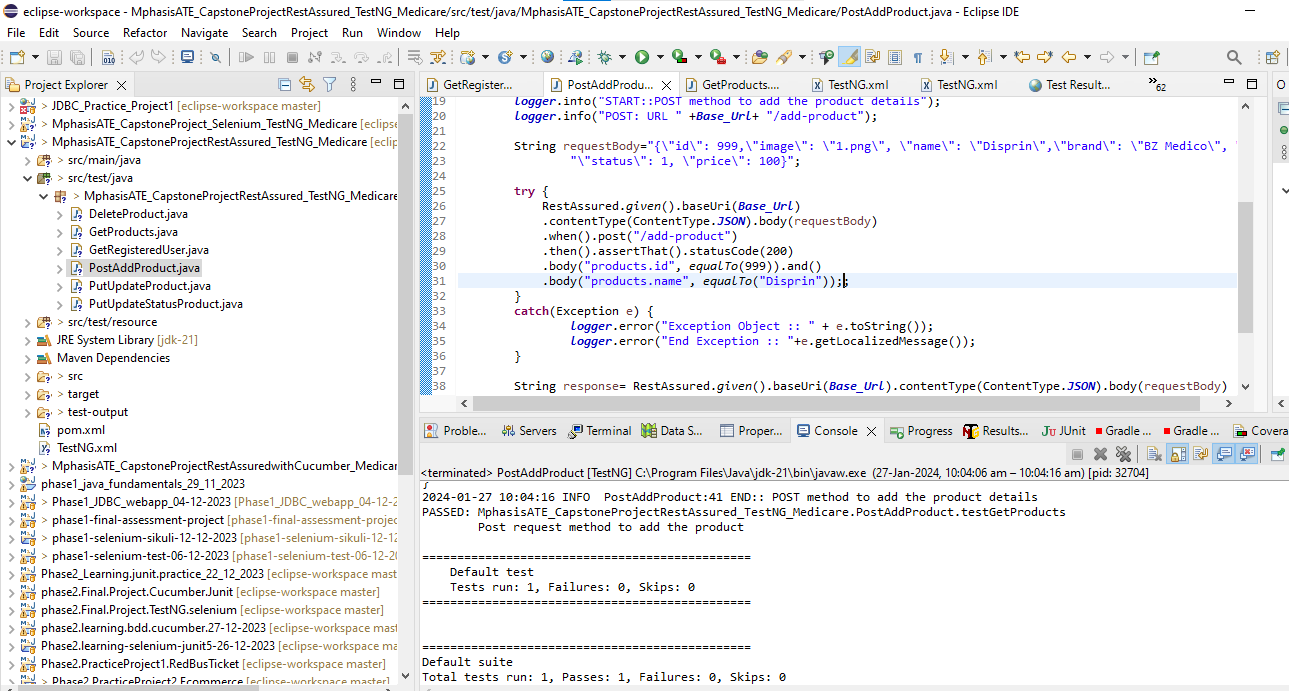 eclipse-workspace - MphasisATE_CapstoneProjectRestAssured_TestNG_Medicare/src/test/java/MphasisATE_CapstoneProjectRestAssured_TestNG_Medicare/PostAddProduct.java - Eclipse IDE
File Edit Source Refactor Navigate Search Project Run Window Help
Project Explorer
> JDBC_Practice_Project1 [eclipse-workspace master]
> MphasisATE_CapstoneProject_Selenium_TestNG_Medicare [eclipse
> MphasisATE_CapstoneProjectRestAssured_TestNG_Medicare [eclip
> src/main/java
> src/test/java
> MphasisATE_CapstoneProjectRestAssured_TestNG_Medicare
DeleteProduct.java
GetProducts.java
GetRegisteredUser.java
PostAddProduct.java
PutUpdateProduct.java
PutUpdateStatusProduct.java
> src/test/resource
JRE System Library [jdk-21]
Maven Dependencies
> src
> target
> test-output
pom.xml
TestNG.xml
> MphasisATE_CapstoneProjectRestAssuredwithCucumber_Medicar
phase1_java_fundamentals_29_11_2023
> Phase1_JDBC_webapp_04-12-2023 [Phase1_JDBC_webapp_04-12-2
> phase1-final-assessment-project [phase1-final-assessment-projec
> phase1-selenium-sikuli-12-12-2023 [phase1-selenium-sikuli-12-12
> phase1-selenium-test-06-12-2023 [phase1-selenium-test-06-12-20
Phase2_Learning.junit.practice_22_12_2023 [eclipse-workspace mast
phase2.Final.Project.CucumberJunit [eclipse-workspace master]
phase2.Final.Project.TestNG.selenium [eclipse-workspace master]
phase2.learning.bdd.cucumber.27-12-2023 [eclipse-workspace mast
Phase2.learning-selenium-junit5-26-12-2023 [eclipse-workspace mas
Phase2.PracticeProject1.RedBusTicket [eclipse-workspace master]
Phase2.PracticeProject2.Ecommerce [eclipse-workspace master]
GetRegister... PostAddProdu... GetProducts.... TestNG.xml TestNG.xml Test Result... »62
19 logger.info("START::POST method to add the product details");
20 logger.info("POST: URL " +Base_Url+ "/add-product");
21
22 String requestBody="{\"id\": 999,\"image\": \"1.png\", \"name\": \"Disprin\",\"brand\": \"BZ Medico\", "
23 "\"status\": 1, \"price\": 100}";
24
25 try {
26 RestAssured.given().baseUri(Base_Url)
27 .contentType(ContentType.JSON).body(requestBody)
28 .when().post("/add-product")
29 .then().assertThat().statusCode(200)
30 .body("products.id", equalTo(999)).and()
31 .body("products.name", equalTo("Disprin"));;
32 }
33 catch(Exception e) {
34 logger.error("Exception Object :: " + e.toString());
35 logger.error("End Exception :: "+e.getLocalizedMessage());
36 }
37
38 String response= RestAssured.given().baseUri(Base_Url).contentType(ContentType.JSON).body(requestBody)
Proble... Servers Terminal Data S... Proper... Console Progress Results... JUnit Gradle ... Gradle ... Covera
<terminated> PostAddProduct [TestNG] C:\Program Files\Java\jdk-21\bin\javaw.exe (27-Jan-2024, 10:04:06 am – 10:04:16 am) [pid: 32704]
}
2024-01-27 10:04:16 INFO PostAddProduct:41 END:: POST method to add the product details
PASSED: MphasisATE_CapstoneProjectRestAssured_TestNG_Medicare.PostAddProduct.testGetProducts
Post request method to add the product
===============================================
Default test
Tests run: 1, Failures: 0, Skips: 0
===============================================
===============================================
Default suite
Total tests run: 1, Passes: 1, Failures: 0, Skips: 0